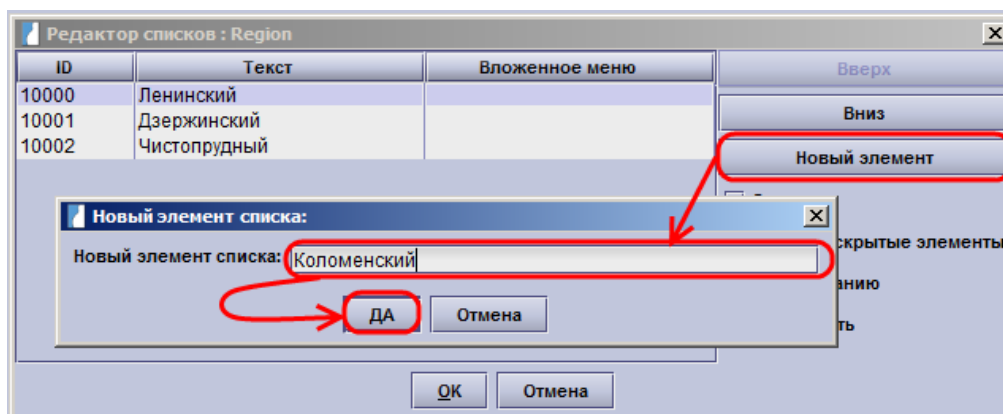 Редактор списков : Region
ID Текст Вложенное меню
10000 Ленинский
10001 Дзержинский
10002 Чистопрудный
Вверх
Вниз
Новый элемент
Новый элемент списка:
Новый элемент списка: Коломенский
ДА Отмена
скрытые элементы
анию
ть
OK Отмена